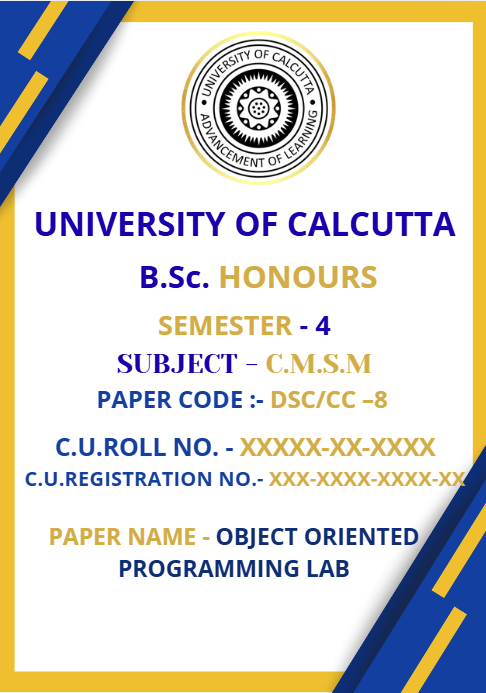 UNIVERSITY OF CALCUTTA
ADVANCEMENT OF LEARNING
UNIVERSITY OF CALCUTTA
B.Sc. HONOURS
SEMESTER - 4
SUBJECT - C.M.S.M
PAPER CODE :- DSC/CC –8
C.U.ROLL NO. - XXXXX-XX-XXXX
C.U.REGISTRATION NO.- XXX-XXXX-XXXX-XX
PAPER NAME - OBJECT ORIENTED
PROGRAMMING LAB